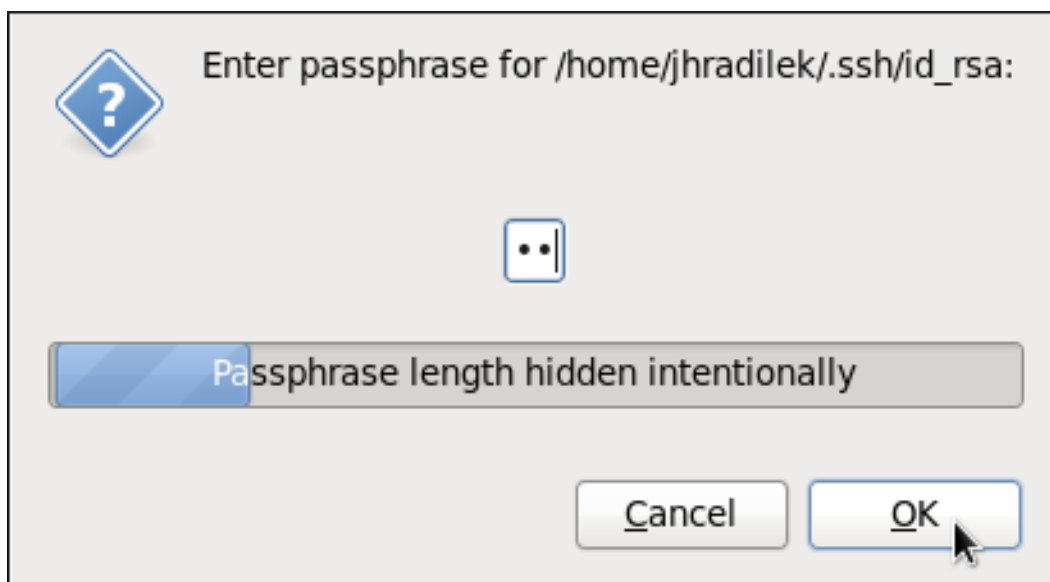 Enter passphrase for /home/jhradilek/.ssh/id_rsa:
••
Passphrase length hidden intentionally
Cancel
OK